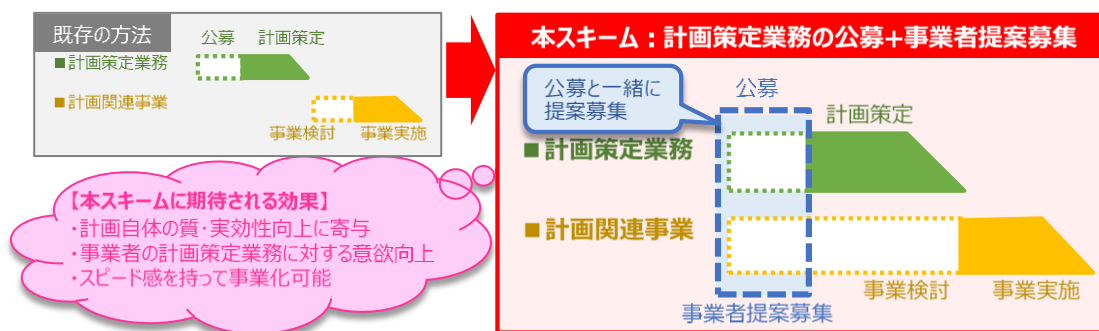 既存の方法
公募 計画策定
■計画策定業務
■計画関連事業
事業検討 事業実施
【本スキームに期待される効果】
・計画自体の質・実効性向上に寄与
・事業者の計画策定業務に対する意欲向上
・スピード感を持って事業化可能
本スキーム：計画策定業務の公募+事業者提案募集
公募と一緒に
提案募集
公募
計画策定
■計画策定業務
■計画関連事業
事業検討 事業実施
事業者提案募集